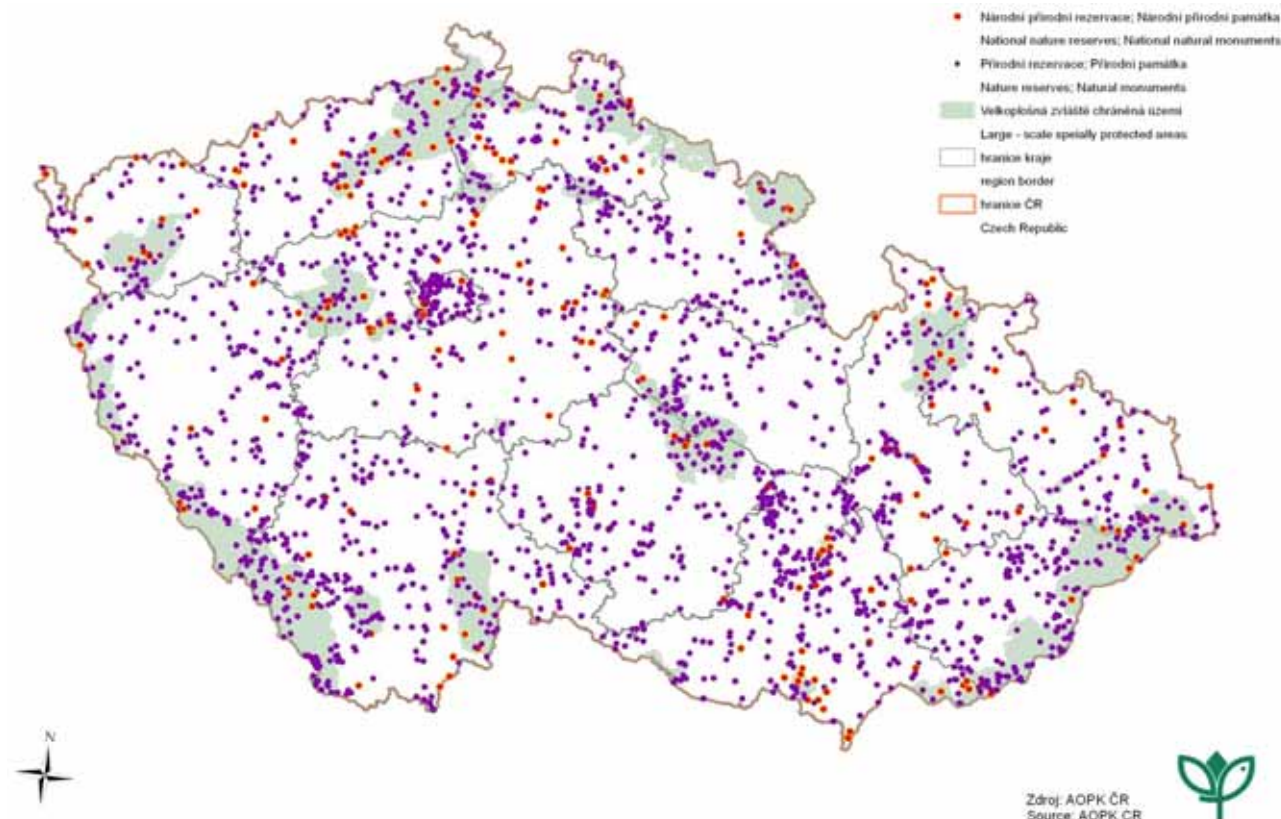 Národní přírodní rezervace; Národní přírodní památka
National nature reserves; National natural monuments
Přírodní rezervace; Přírodní památka
Nature reserves; Natural monuments
Velkoplošná zvláště chráněná území
Large - scale speially protected areas
hranice kraje
region border
hranice ČR
Czech Republic
N
Zdroj: AOPK ČR
Source: AOPK CR